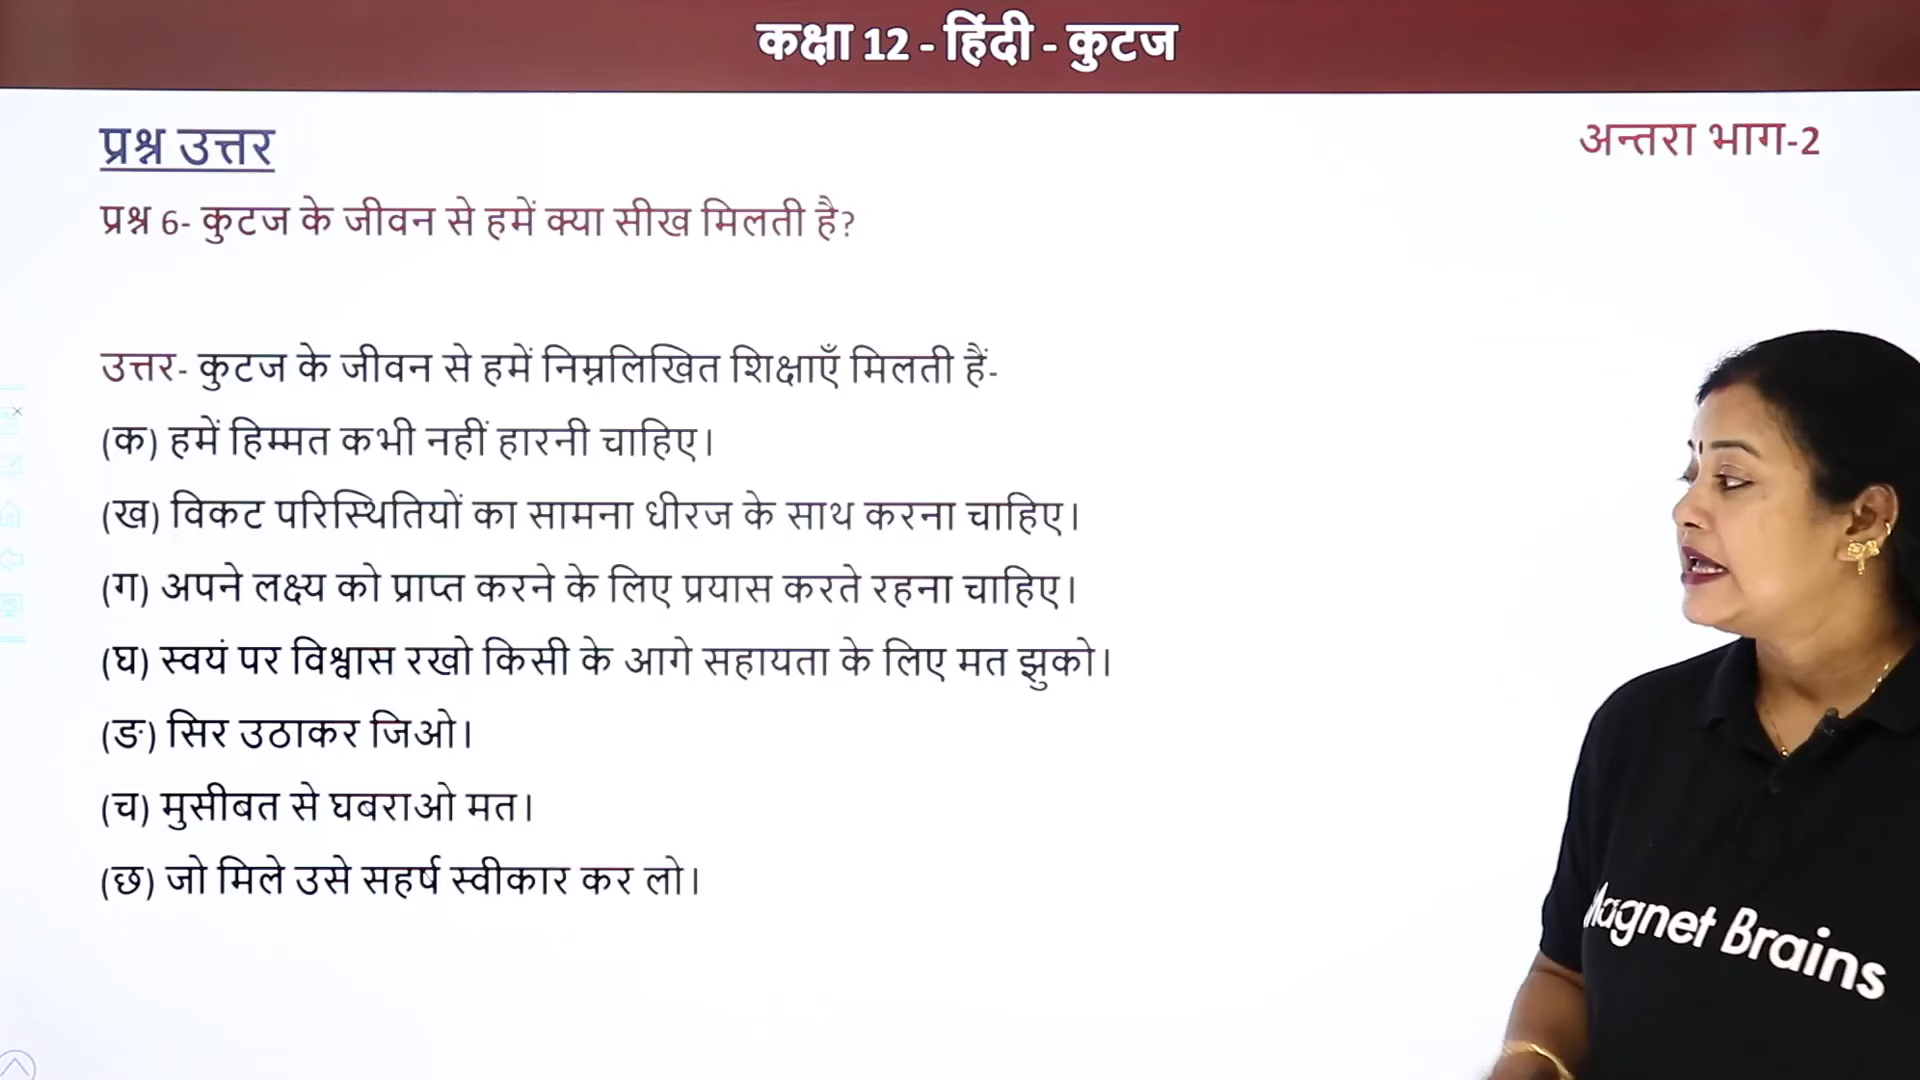 कक्षा 12 - हिंदी - कुटज
प्रश्न उत्तर
अन्तरा भाग-2
प्रश्न 6- कुटज के जीवन से हमें क्या सीख मिलती है?
उत्तर- कुटज के जीवन से हमें निम्नलिखित शिक्षाएँ मिलती हैं-
(क) हमें हिम्मत कभी नहीं हारनी चाहिए।
(ख) विकट परिस्थितियों का सामना धीरज के साथ करना चाहिए।
(ग) अपने लक्ष्य को प्राप्त करने के लिए प्रयास करते रहना चाहिए।
(घ) स्वयं पर विश्वास रखो किसी के आगे सहायता के लिए मत झुको।
(ङ) सिर उठाकर जिओ।
(च) मुसीबत से घबराओ मत।
(छ) जो मिले उसे सहर्ष स्वीकार कर लो।
Magnet Brains